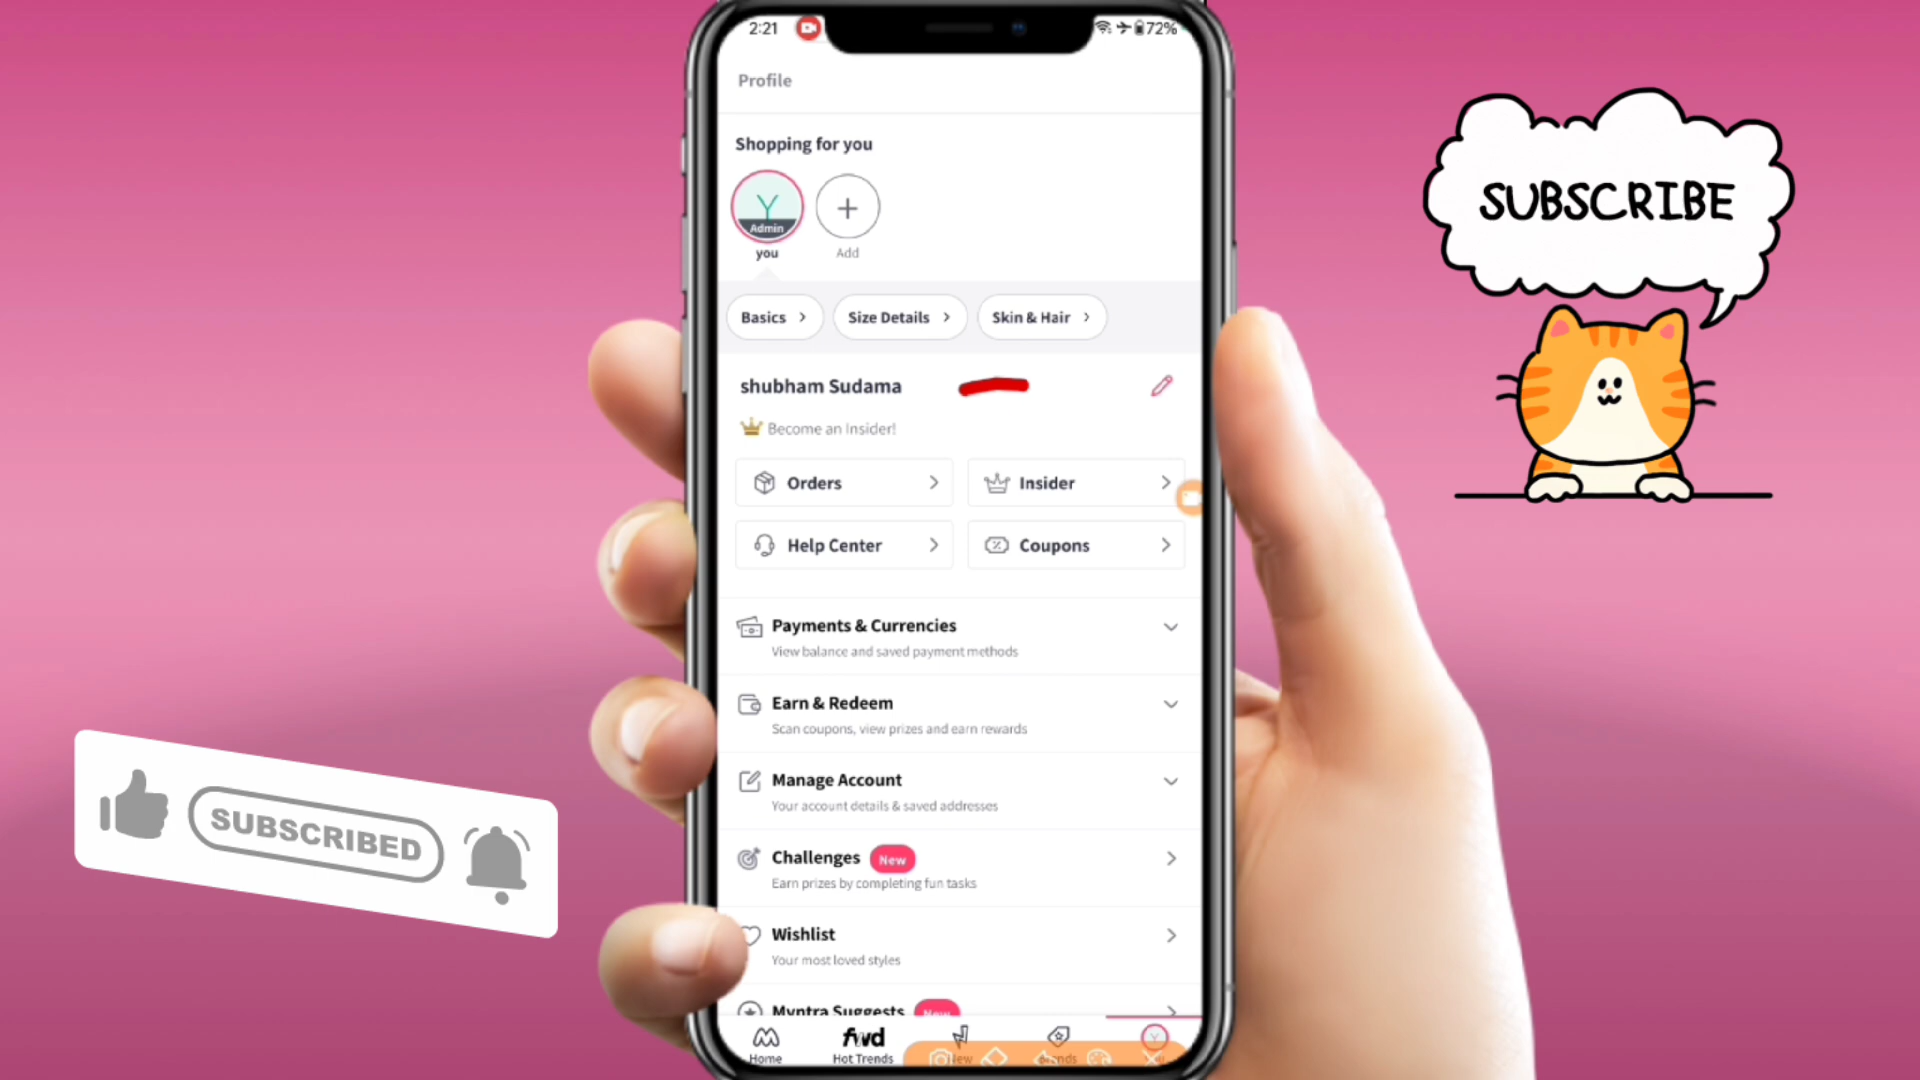 2:21
72%
Profile
Shopping for you
Y
Admin
you
+
Add
Basics >
Size Details >
Skin & Hair >
shubham Sudama
Become an Insider!
Orders
Insider
Help Center
Coupons
Payments & Currencies
View balance and saved payment methods
Earn & Redeem
Scan coupons, view prizes and earn rewards
Manage Account
Your account details & saved addresses
Challenges New
Earn prizes by completing fun tasks
Wishlist
Your most loved styles
Myntra Suggests New
Home
fwd
Hot Trends
SUBSCRIBE
SUBSCRIBED